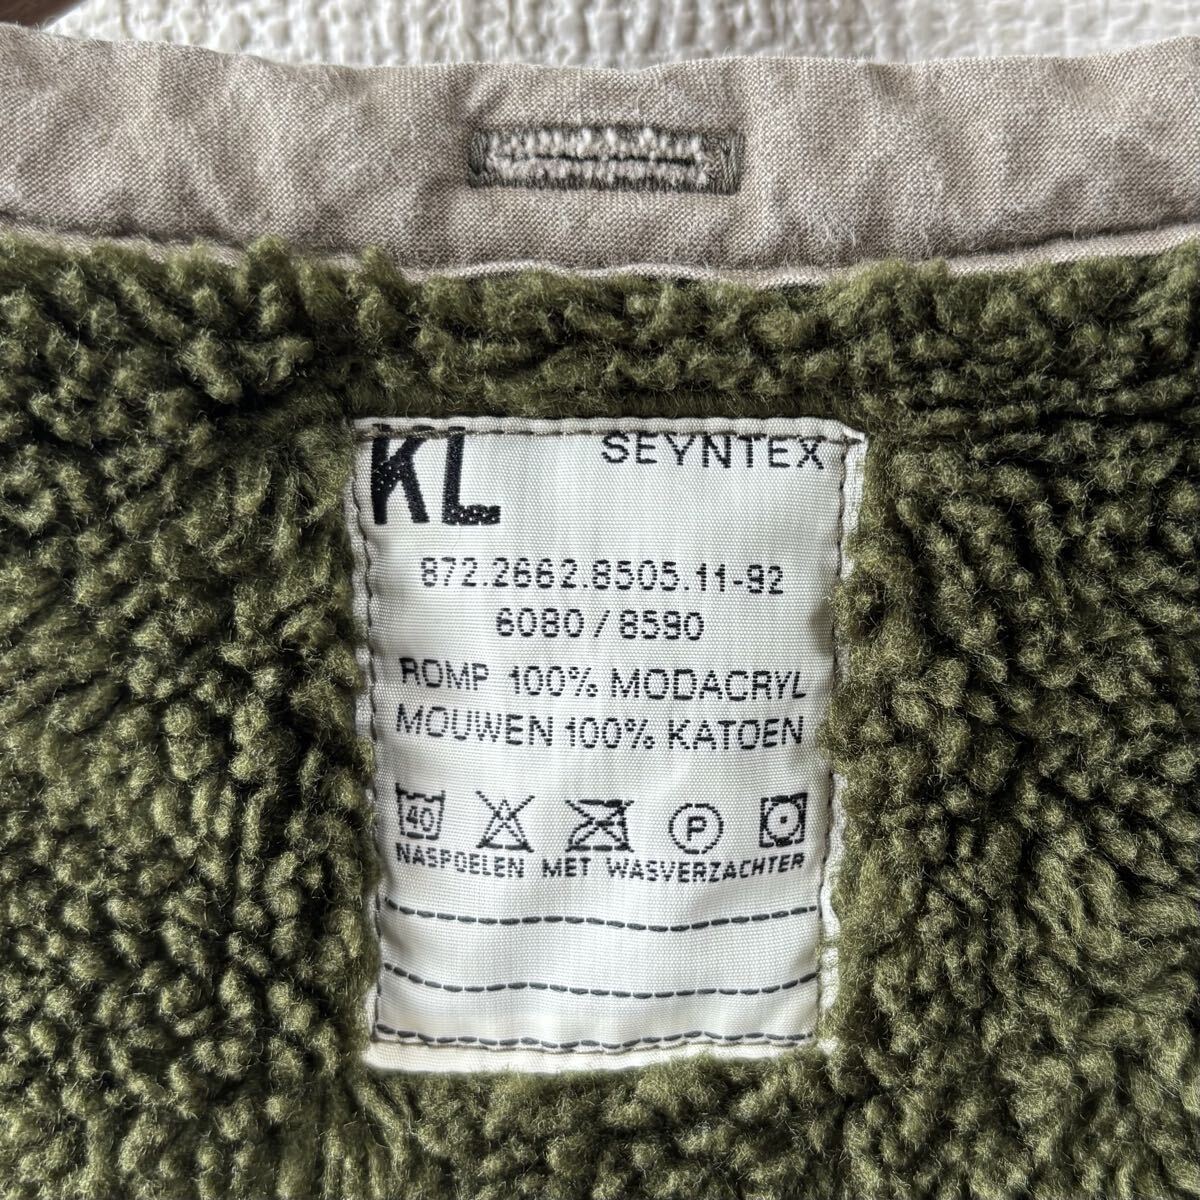 KL SEYNTEX
872.2662.8505.11-92
6080 / 8590
ROMP 100% MODACRYL
MOUWEN 100% KATOEN
40 P
NASPOELEN MET WASVERZACHTER